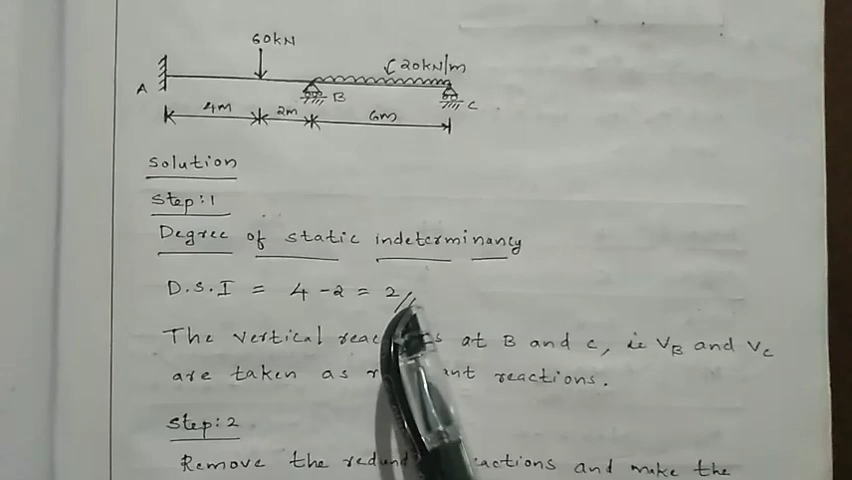 60kN
20kN/m
A
B
C
4m
2m
6m
Solution
Step:1
Degree of static indeterminancy
D.S.I = 4 - 2 = 2//
The vertical at B and C, ie VB and VC
are taken as reactions.
Step:2
Remove the and make the